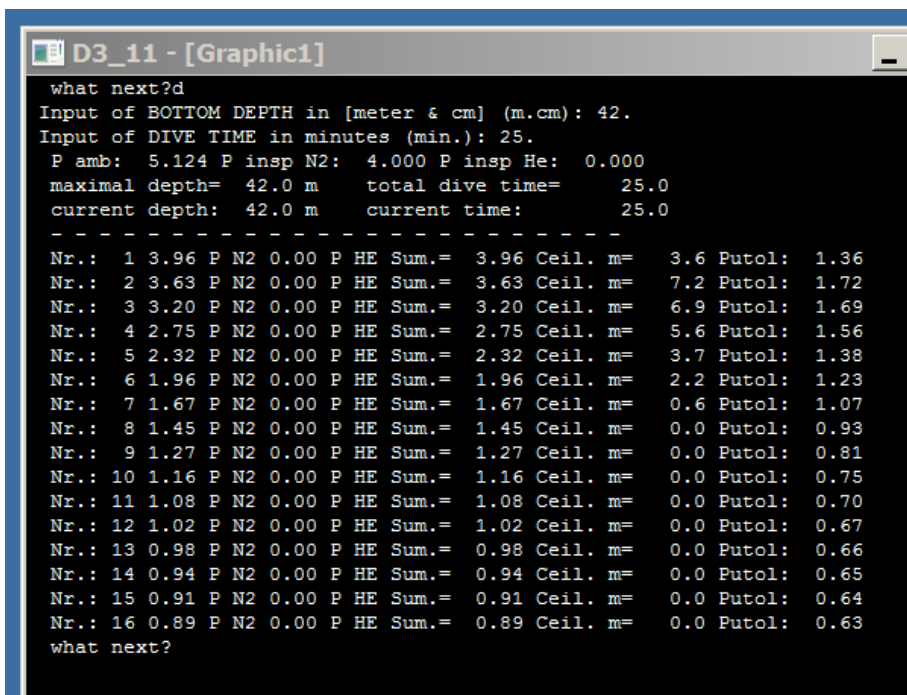 D3_11 - [Graphic1]
what next?d
Input of BOTTOM DEPTH in [meter & cm] (m.cm): 42.
Input of DIVE TIME in minutes (min.): 25.
P amb: 5.124 P insp N2: 4.000 P insp He: 0.000
maximal depth= 42.0 m total dive time= 25.0
current depth: 42.0 m current time: 25.0
- - - - - - - - - - - - - - - - - - - - - - - -
Nr.: 1 3.96 P N2 0.00 P HE Sum.= 3.96 Ceil. m= 3.6 Putol: 1.36
Nr.: 2 3.63 P N2 0.00 P HE Sum.= 3.63 Ceil. m= 7.2 Putol: 1.72
Nr.: 3 3.20 P N2 0.00 P HE Sum.= 3.20 Ceil. m= 6.9 Putol: 1.69
Nr.: 4 2.75 P N2 0.00 P HE Sum.= 2.75 Ceil. m= 5.6 Putol: 1.56
Nr.: 5 2.32 P N2 0.00 P HE Sum.= 2.32 Ceil. m= 3.7 Putol: 1.38
Nr.: 6 1.96 P N2 0.00 P HE Sum.= 1.96 Ceil. m= 2.2 Putol: 1.23
Nr.: 7 1.67 P N2 0.00 P HE Sum.= 1.67 Ceil. m= 0.6 Putol: 1.07
Nr.: 8 1.45 P N2 0.00 P HE Sum.= 1.45 Ceil. m= 0.0 Putol: 0.93
Nr.: 9 1.27 P N2 0.00 P HE Sum.= 1.27 Ceil. m= 0.0 Putol: 0.81
Nr.: 10 1.16 P N2 0.00 P HE Sum.= 1.16 Ceil. m= 0.0 Putol: 0.75
Nr.: 11 1.08 P N2 0.00 P HE Sum.= 1.08 Ceil. m= 0.0 Putol: 0.70
Nr.: 12 1.02 P N2 0.00 P HE Sum.= 1.02 Ceil. m= 0.0 Putol: 0.67
Nr.: 13 0.98 P N2 0.00 P HE Sum.= 0.98 Ceil. m= 0.0 Putol: 0.66
Nr.: 14 0.94 P N2 0.00 P HE Sum.= 0.94 Ceil. m= 0.0 Putol: 0.65
Nr.: 15 0.91 P N2 0.00 P HE Sum.= 0.91 Ceil. m= 0.0 Putol: 0.64
Nr.: 16 0.89 P N2 0.00 P HE Sum.= 0.89 Ceil. m= 0.0 Putol: 0.63
what next?